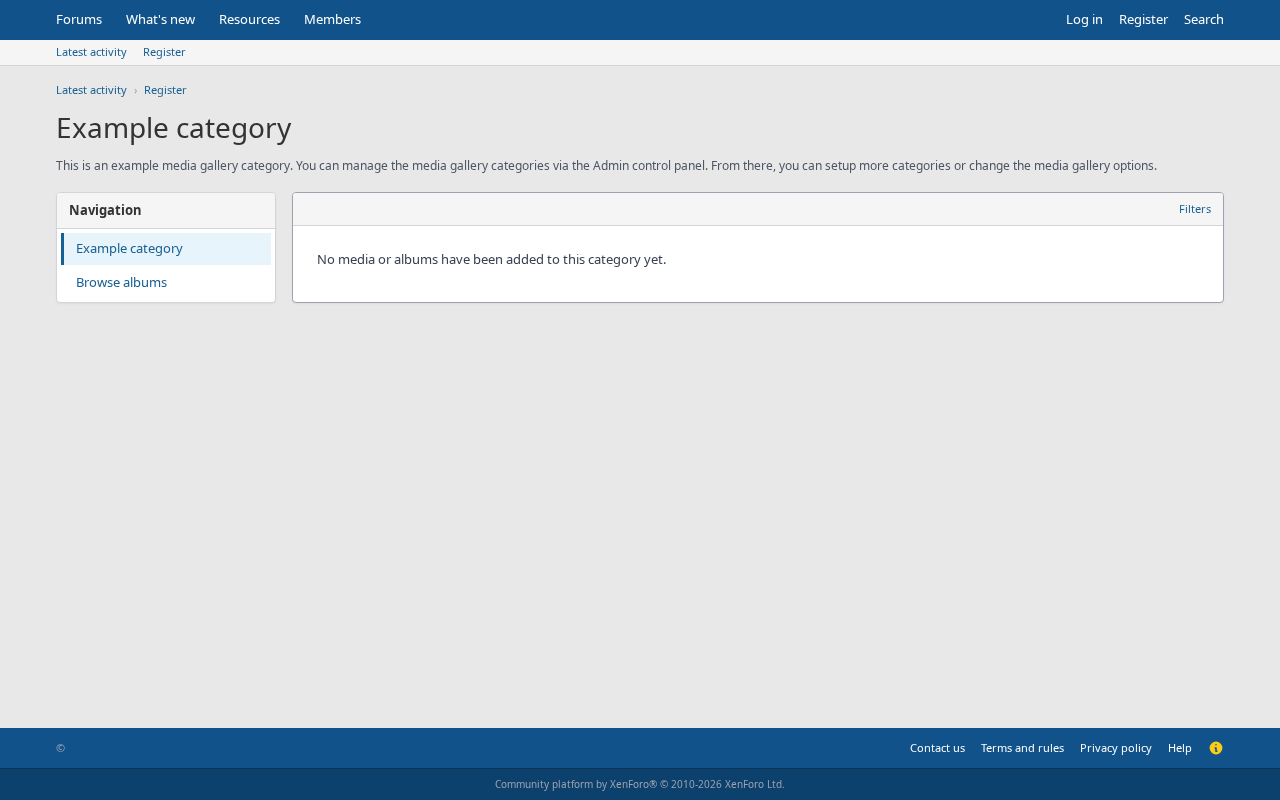 Forums What's new Resources Members Log in Register Search
Latest activity Register
Latest activity › Register
Example category
This is an example media gallery category. You can manage the media gallery categories via the Admin control panel. From there, you can setup more categories or change the media gallery options.
Navigation
Example category
Browse albums
Filters
No media or albums have been added to this category yet.
© Contact us Terms and rules Privacy policy Help
Community platform by XenForo® © 2010-2026 XenForo Ltd.